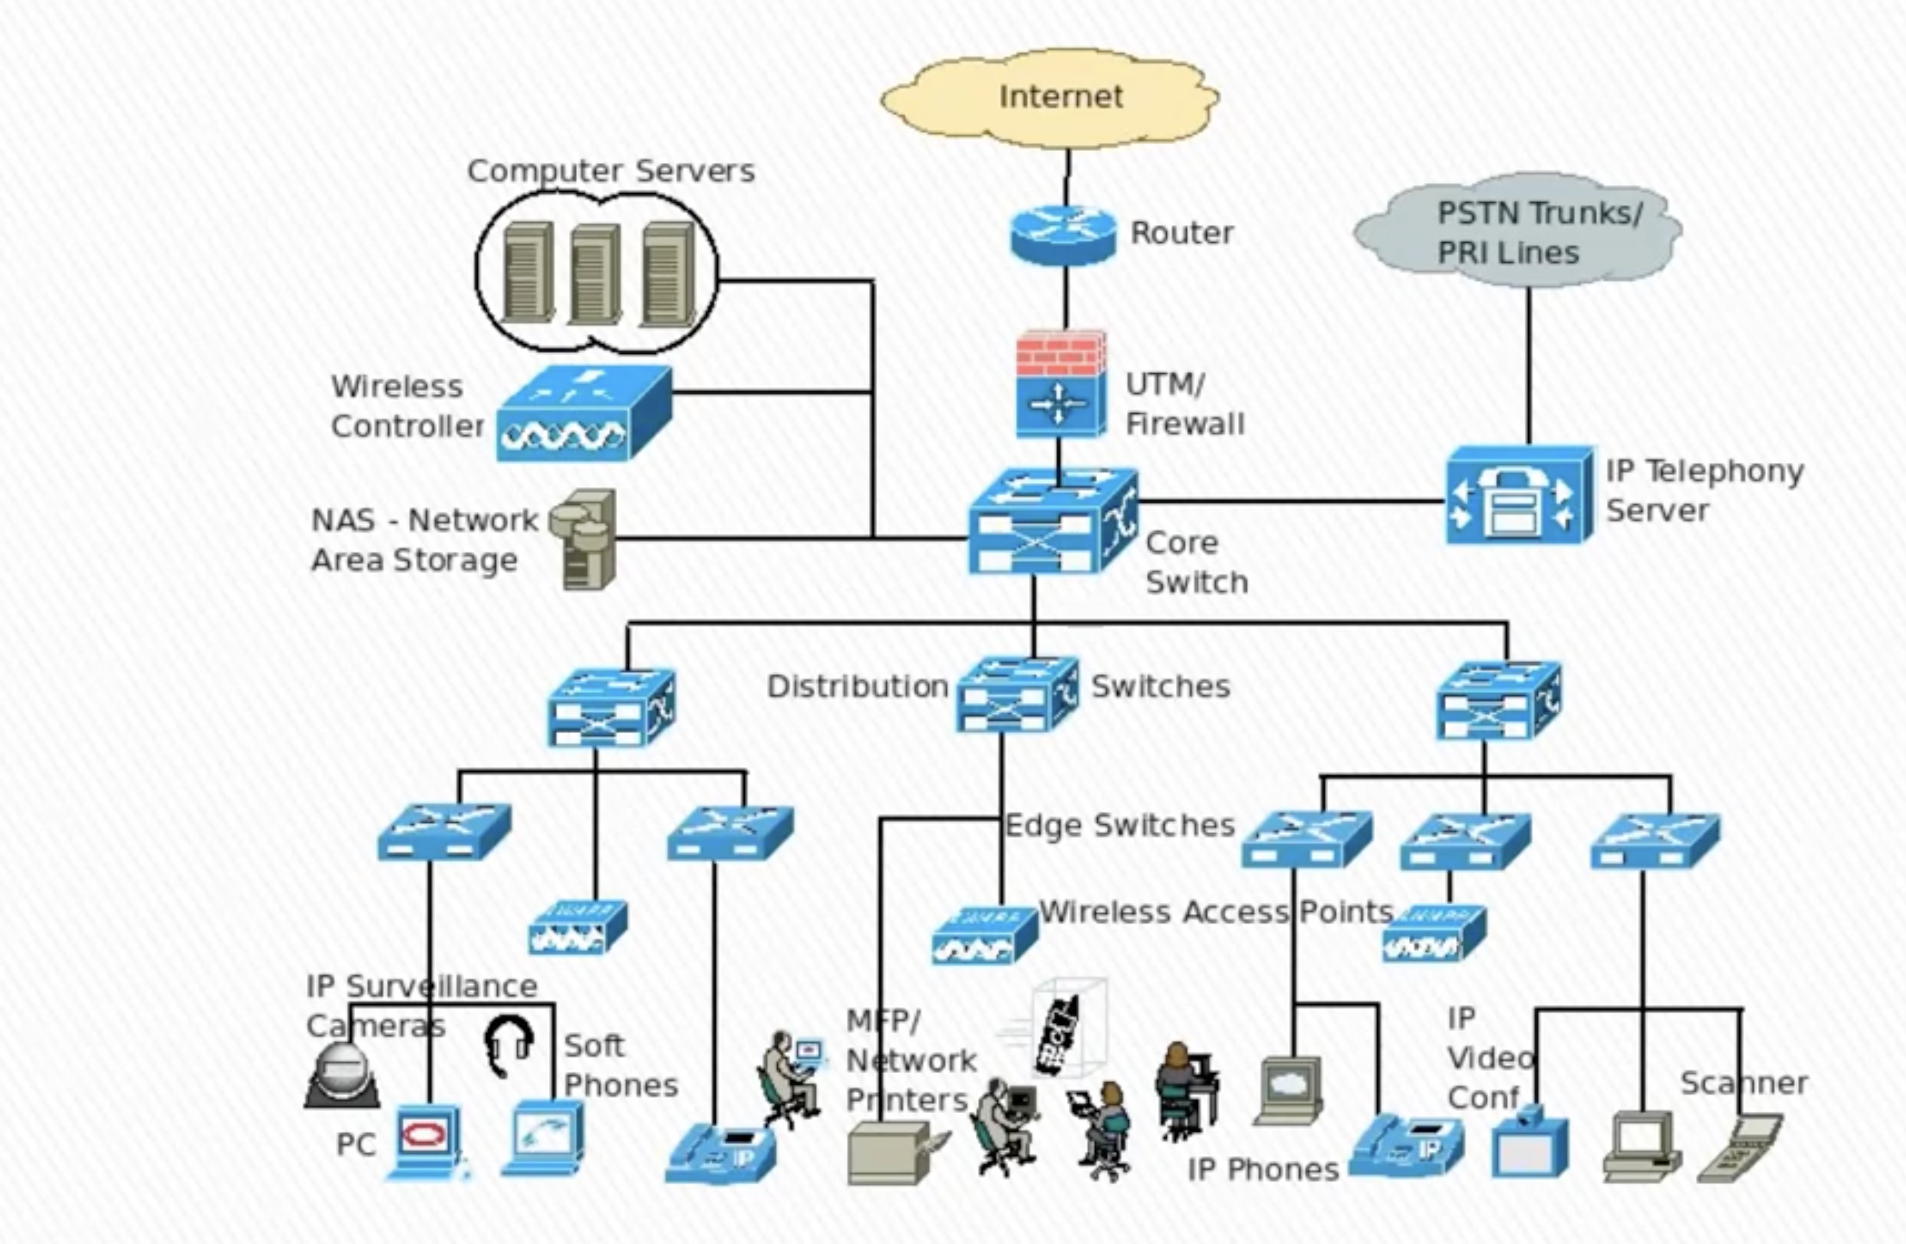 Internet
Computer Servers
PSTN Trunks/
PRI Lines
Router
Wireless
Controller
UTM/
Firewall
IP Telephony
Server
NAS - Network
Area Storage
Core
Switch
Distribution
Switches
Edge Switches
Wireless Access Points
IP Surveillance
Cameras
Soft
Phones
PC
IP
MFP/
Network
Printers
IP
Video
Conf
Scanner
IP Phones
IP